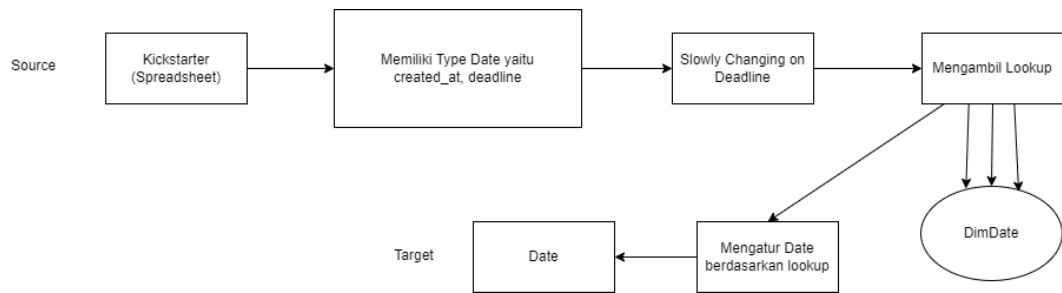 Source
Kickstarter
(Spreadsheet)
Memiliki Type Date yaitu
created_at, deadline
Slowly Changing on
Deadline
Mengambil Lookup
Target
Date
Mengatur Date
berdasarkan lookup
DimDate